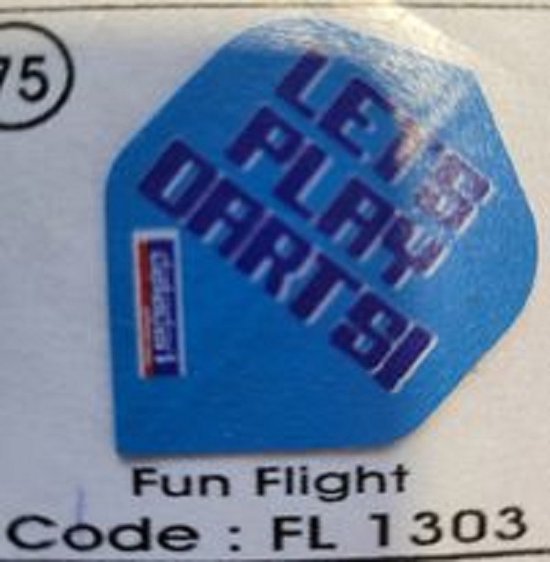 75
LET'S
PLAY
DARTS!
Fun Flight
Code : FL 1303